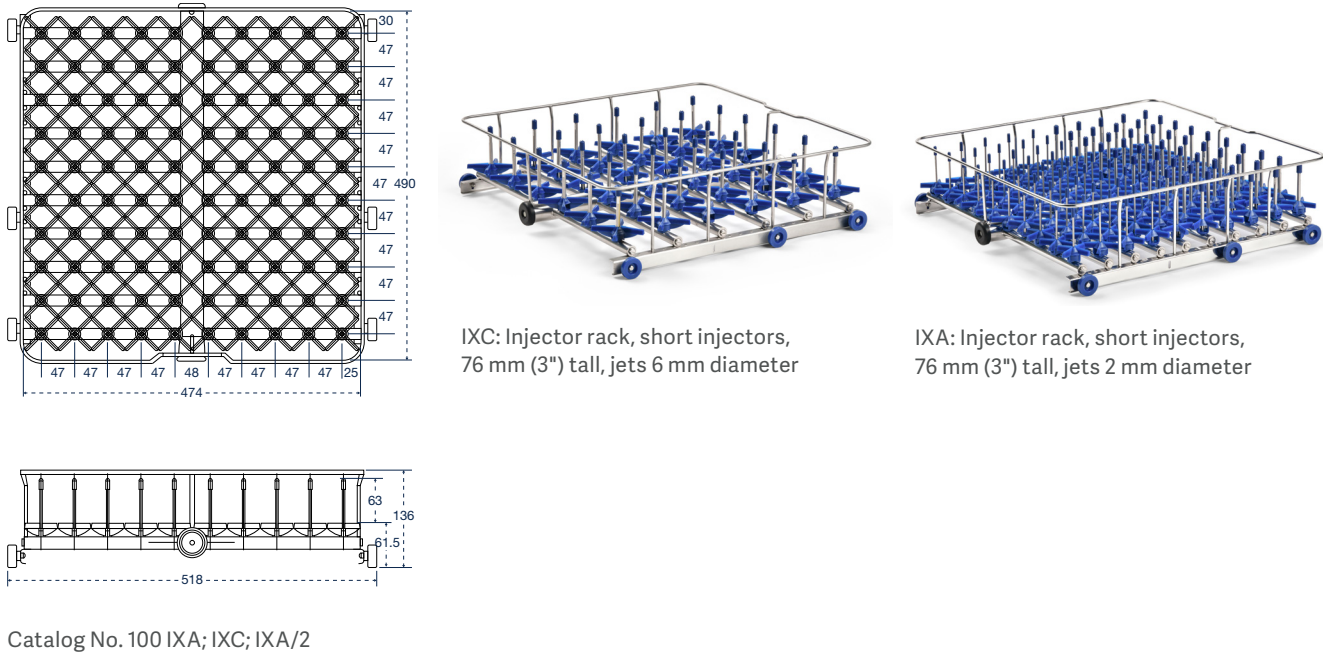 30
47
47
47
47
47 490
47
47
47
47
47 47 47 47 48 47 47 47 47 25
474
IXC: Injector rack, short injectors,
76 mm (3") tall, jets 6 mm diameter
IXA: Injector rack, short injectors,
76 mm (3") tall, jets 2 mm diameter
63
136
61.5
518
Catalog No. 100 IXA; IXC; IXA/2